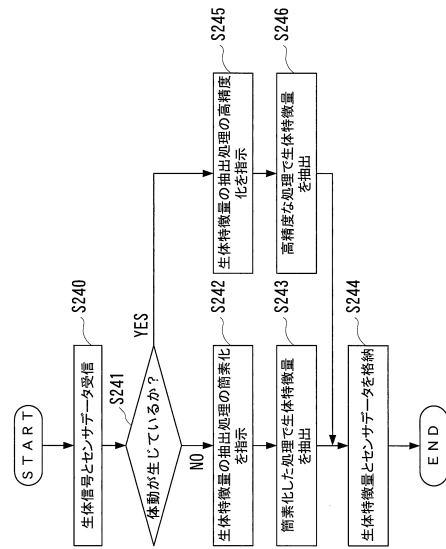 START
S240
生体信号とセンサデータ受信
S241
体動が生じているか?
YES
NO
S242
生体特徴量の抽出処理の簡素化
を指示
S243
簡素化した処理で生体特徴量
を抽出
S245
生体特徴量の抽出処理の高精度
化を指示
S246
高精度な処理で生体特徴量
を抽出
S244
生体特徴量とセンサデータを格納
END